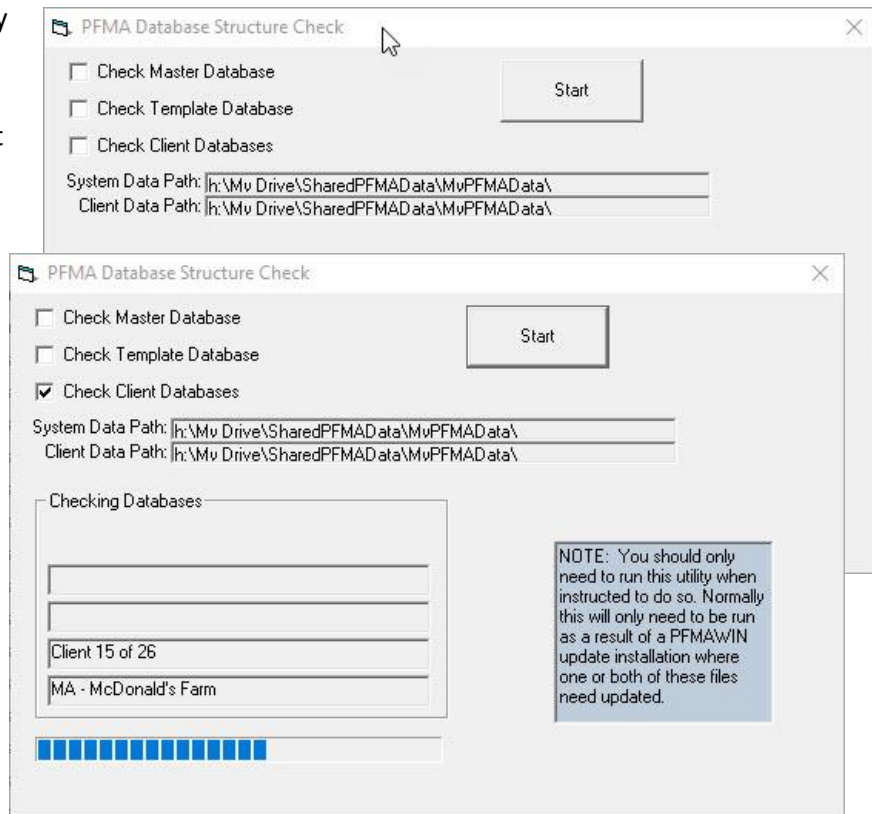 y
t
PFMA Database Structure Check
Check Master Database
Start
Check Template Database
Check Client Databases
System Data Path: h:\My Drive\SharedPFMAData\MyPFMAData\
Client Data Path: h:\My Drive\SharedPFMAData\MyPFMAData\
PFMA Database Structure Check
Check Master Database
Start
Check Template Database
Check Client Databases
System Data Path: h:\My Drive\SharedPFMAData\MyPFMAData\
Client Data Path: h:\My Drive\SharedPFMAData\MyPFMAData\
Checking Databases
Client 15 of 26
MA - McDonald's Farm
NOTE: You should only
need to run this utility when
instructed to do so. Normally
this will only need to be run
as a result of a PFMAWIN
update installation where
one or both of these files
need updated.